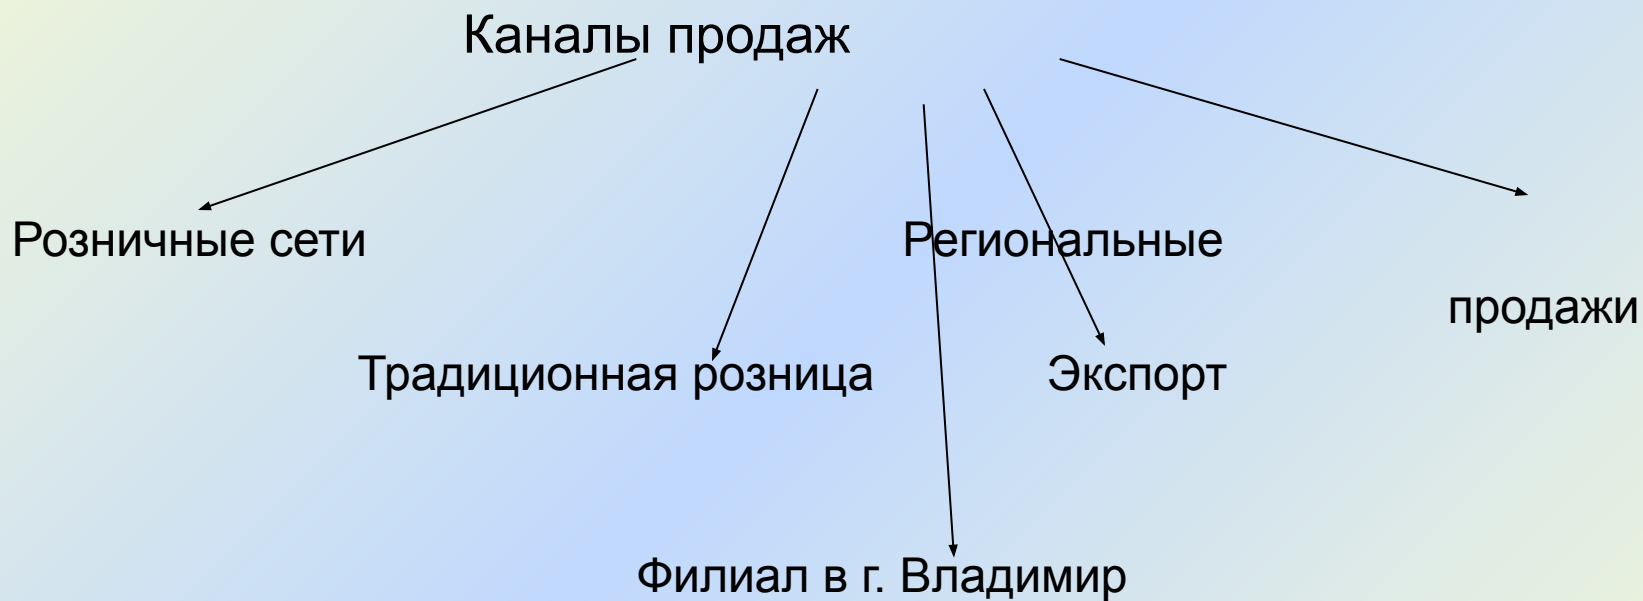 Каналы продаж
Розничные сети Региональные
продажи
Традиционная розница Экспорт
Филиал в г. Владимир